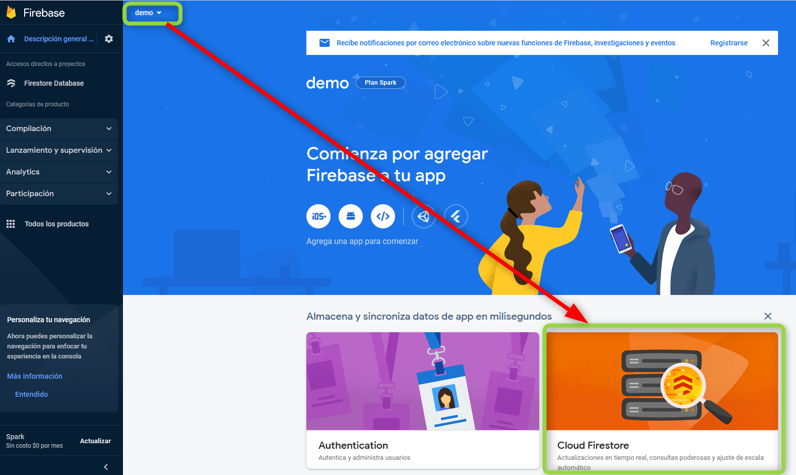 Firebase
demo
Descripción general ...
Accesos directos a proyectos
Firestore Database
Categorías de producto
Compilación
Lanzamiento y supervisión
Analytics
Participación
Todos los productos
Personaliza tu navegación
Ahora puedes personalizar la
navegación para enfocar tu
experiencia en la consola
Más información
Entendido
Spark
Sin costo $0 por mes
Actualizar
Recibe notificaciones por correo electrónico sobre nuevas funciones de Firebase, investigaciones y eventos
Registrarse
demo
Plan Spark
Comienza por agregar
Firebase a tu app
iOS+
Agrega una app para comenzar
Almacena y sincroniza datos de app en milisegundos
Authentication
Autentica y administra usuarios
Cloud Firestore
Actualizaciones en tiempo real, consultas poderosas y ajuste de escala
automático